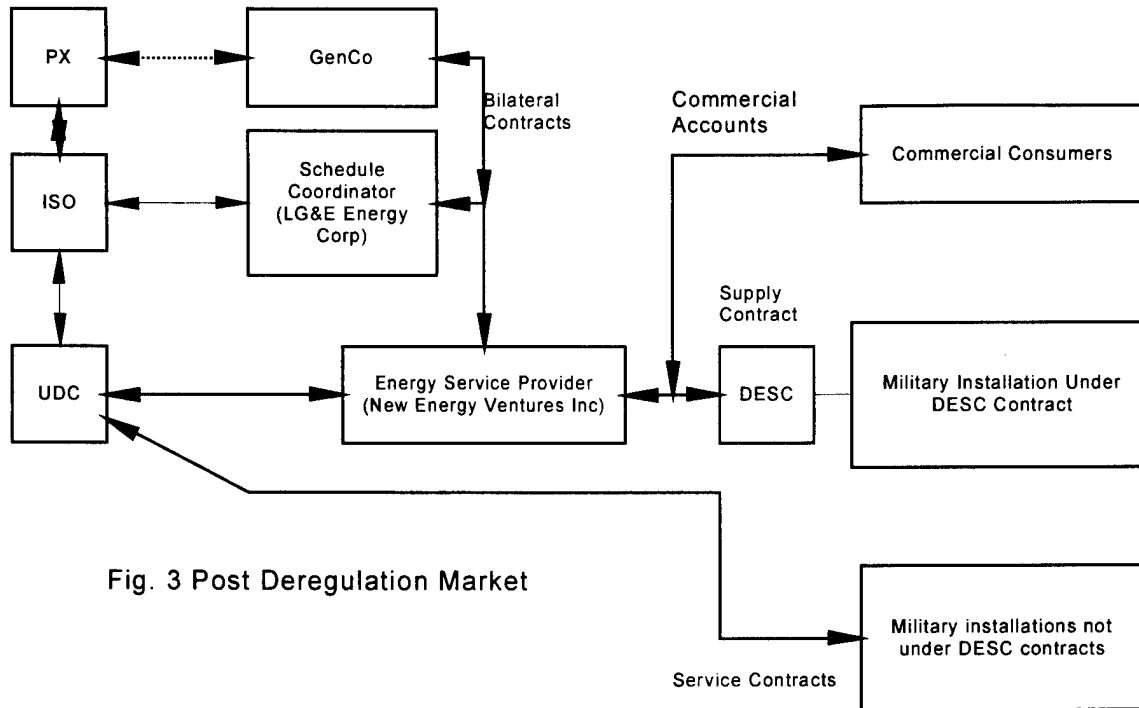 PX
GenCo
Bilateral
Contracts
Commercial
Accounts
Commercial Consumers
ISO
Schedule
Coordinator
(LG&E Energy
Corp)
Supply
Contract
UDC
Energy Service Provider
(New Energy Ventures Inc)
DESC
Military Installation Under
DESC Contract
Fig. 3 Post Deregulation Market
Military installations not
under DESC contracts
Service Contracts